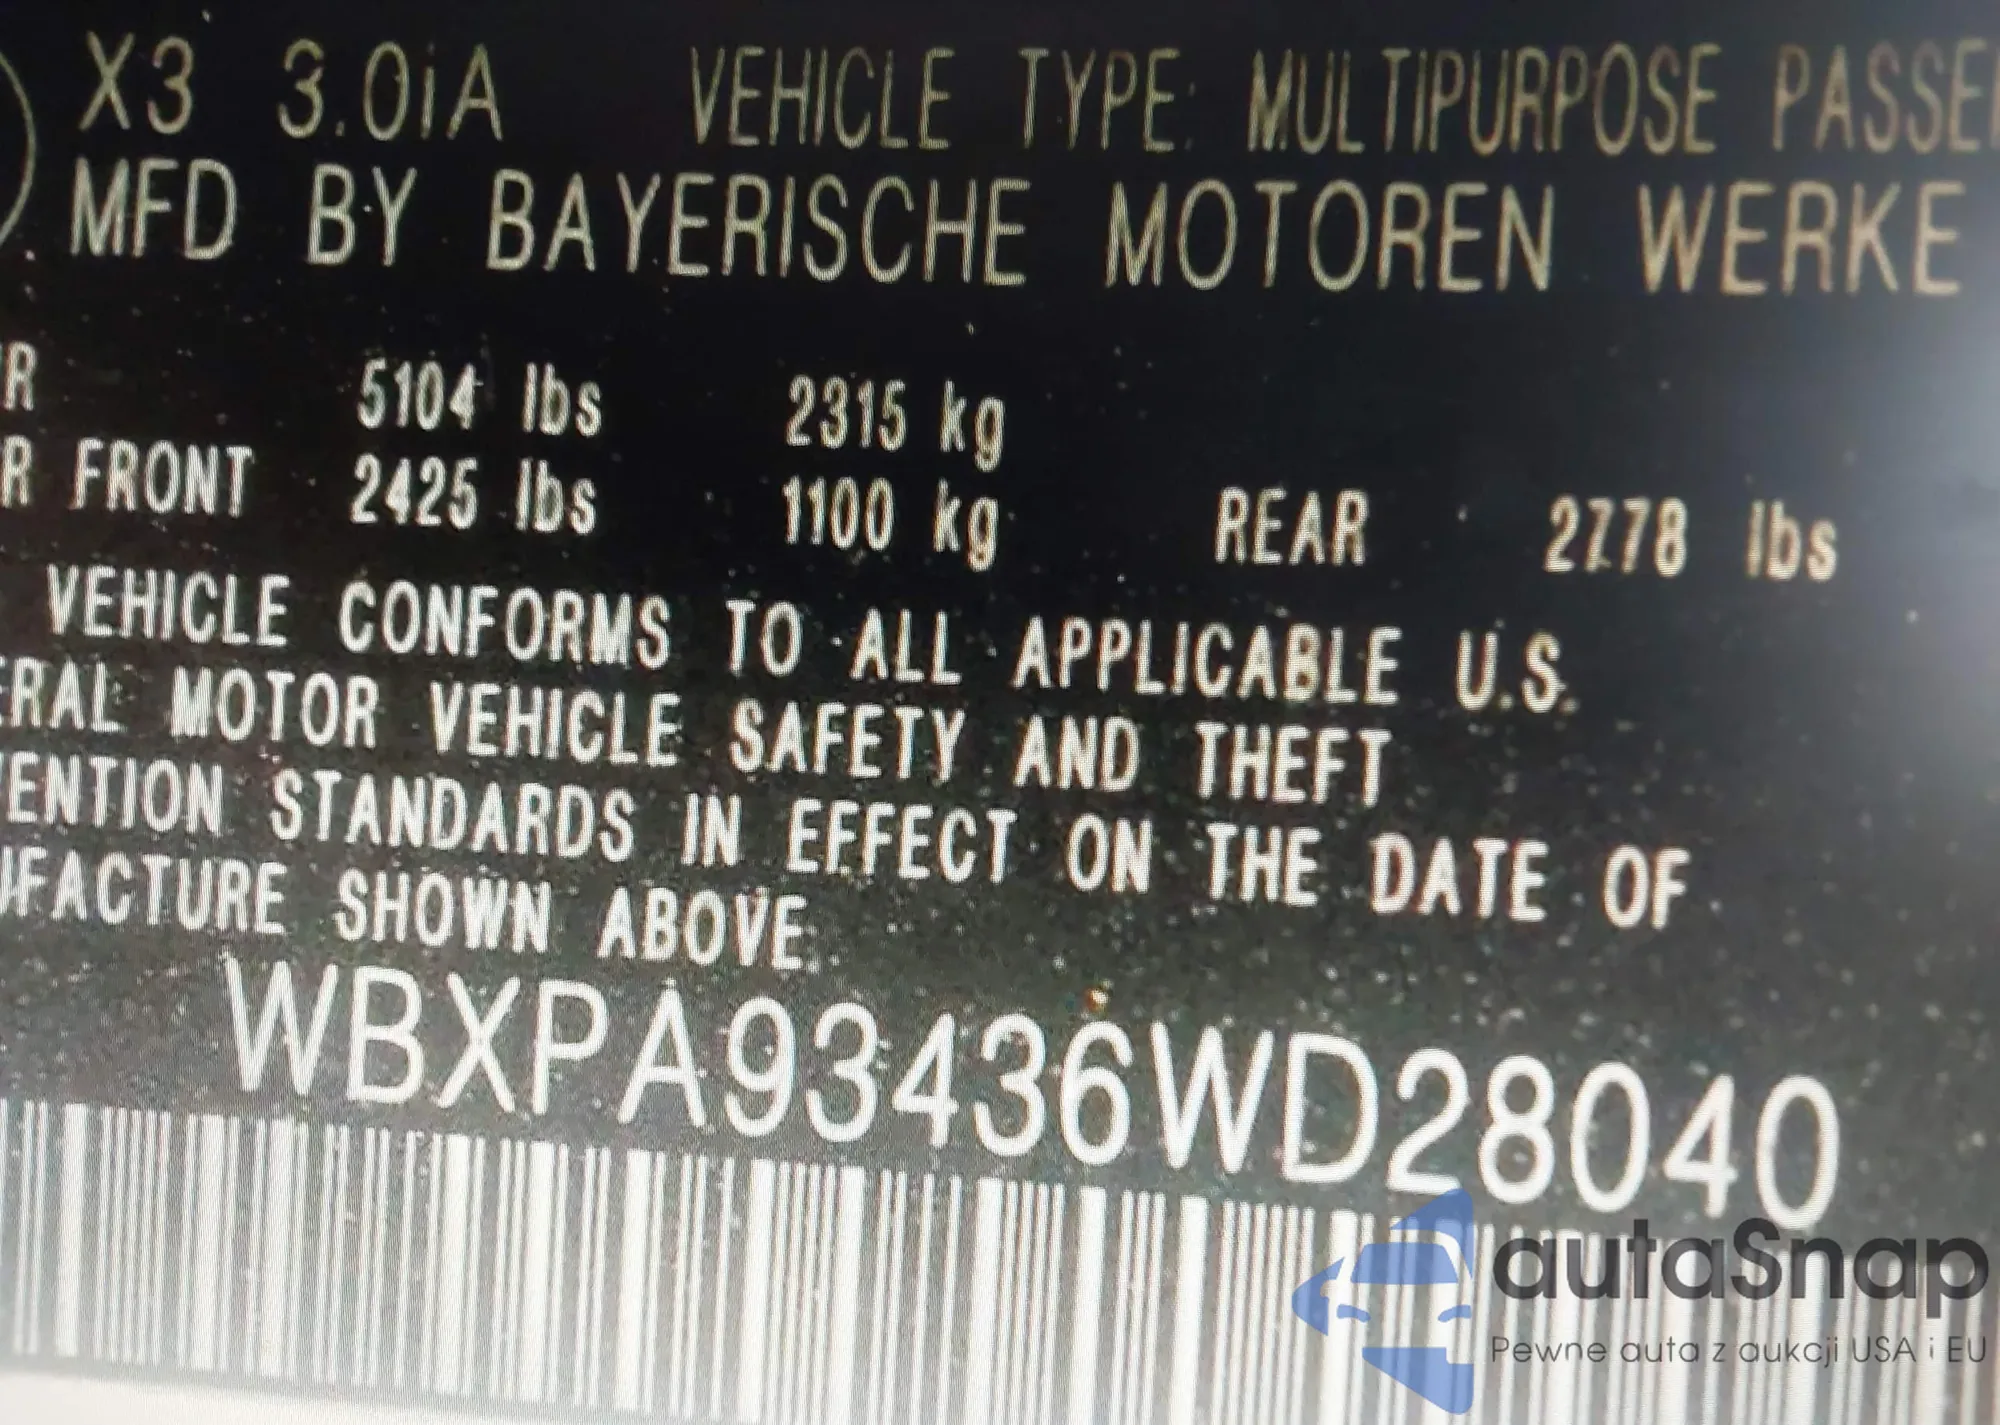 X3 3.0iA VEHICLE TYPE: MULTIPURPOSE PASSE
MFD BY BAYERISCHE MOTOREN WERKE
R 5104 lbs 2315 kg
R FRONT 2425 lbs 1100 kg REAR 2778 lbs
VEHICLE CONFORMS TO ALL APPLICABLE U.S.
ERAL MOTOR VEHICLE SAFETY AND THEFT
ENTION STANDARDS IN EFFECT ON THE DATE OF
UFACTURE SHOWN ABOVE.
WBXPA93436WD28040
autaSnap
Pewne auta z aukcji USA i EU